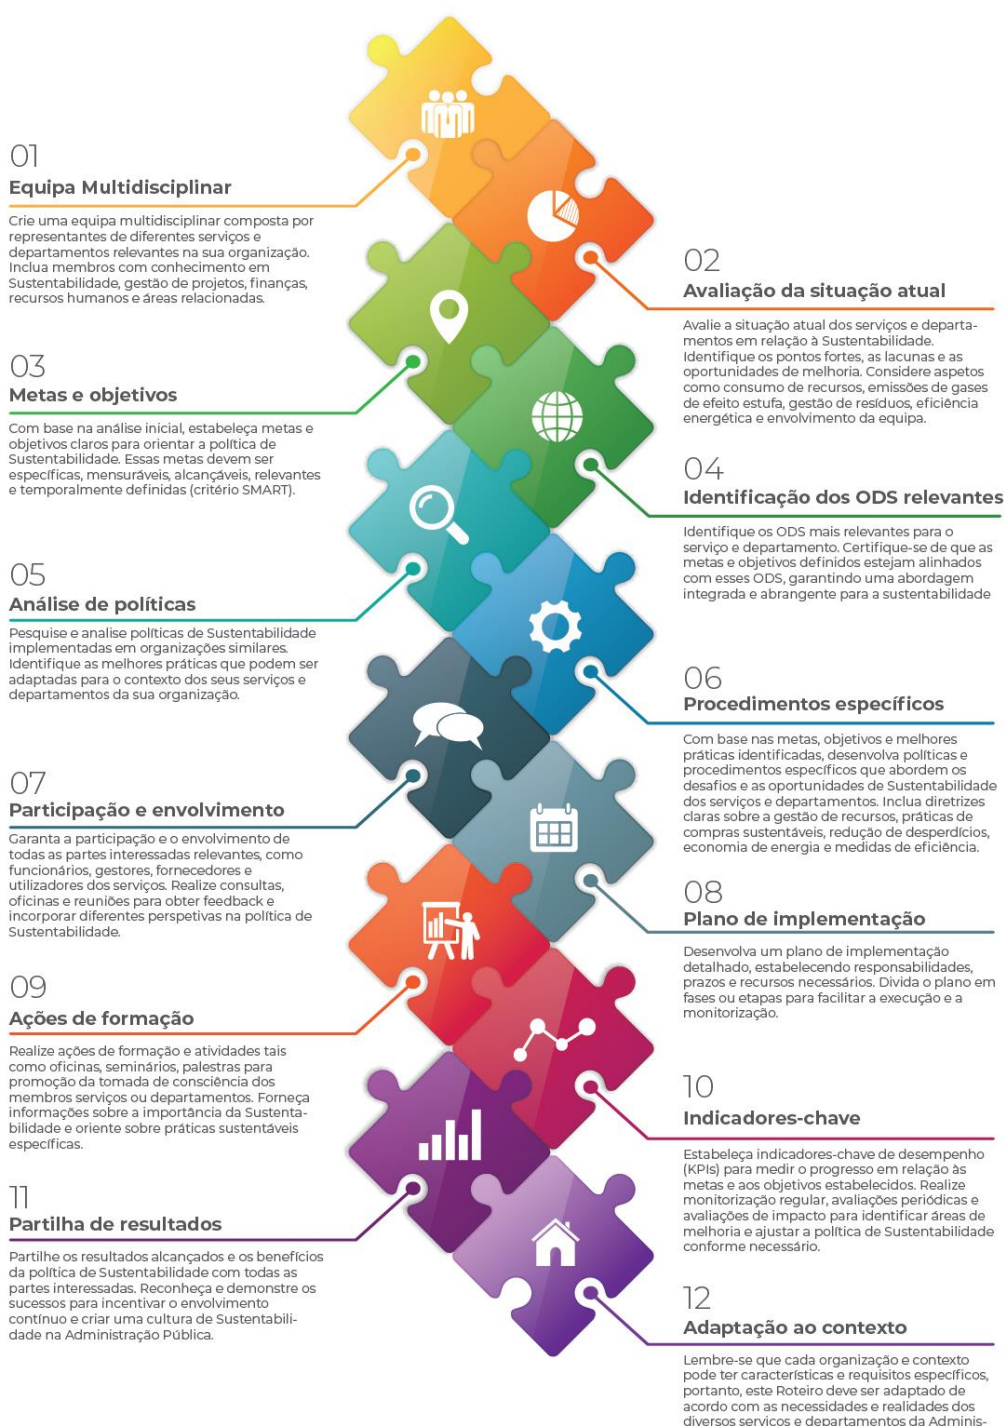 01
Equipa Multidisciplinar
Crie uma equipa multidisciplinar composta por
representantes de diferentes serviços e
departamentos relevantes na sua organização.
Inclua membros com conhecimento em
Sustentabilidade, gestão de projetos, finanças,
recursos humanos e áreas relacionadas.
02
Avaliação da situação atual
Avalie a situação atual dos serviços e departa-
mentos em relação à Sustentabilidade.
Identifique os pontos fortes, as lacunas e as
oportunidades de melhoria. Considere aspetos
como consumo de recursos, emissões de gases
de efeito estufa, gestão de resíduos, eficiência
energética e envolvimento da equipa.
03
Metas e objetivos
Com base na análise inicial, estabeleça metas e
objetivos claros para orientar a política de
Sustentabilidade. Essas metas devem ser
específicas, mensuráveis, alcançáveis, relevantes
e temporalmente definidas (critério SMART).
04
Identificação dos ODS relevantes
Identifique os ODS mais relevantes para o
serviço e departamento. Certifique-se de que as
metas e objetivos definidos estejam alinhados
com esses ODS, garantindo uma abordagem
integrada e abrangente para a sustentabilidade
05
Análise de políticas
Pesquise e analise políticas de Sustentabilidade
implementadas em organizações similares.
Identifique as melhores práticas que podem ser
adaptadas para o contexto dos seus serviços e
departamentos da sua organização.
06
Procedimentos específicos
Com base nas metas, objetivos e melhores
práticas identificadas, desenvolva políticas e
procedimentos específicos que abordem os
desafios e as oportunidades de Sustentabilidade
dos serviços e departamentos. Inclua diretrizes
claras sobre a gestão de recursos, práticas de
compras sustentáveis, redução de desperdícios,
economia de energia e medidas de eficiência.
07
Participação e envolvimento
Garanta a participação e o envolvimento de
todas as partes interessadas relevantes, como
funcionários, gestores, fornecedores e
utilizadores dos serviços. Realize consultas,
oficinas e reuniões para obter feedback e
incorporar diferentes perspetivas na política de
Sustentabilidade.
08
Plano de implementação
Desenvolva um plano de implementação
detalhado, estabelecendo responsabilidades,
prazos e recursos necessários. Divida o plano em
fases ou etapas para facilitar a execução e a
monitorização.
09
Ações de formação
Realize ações de formação e atividades tais
como oficinas, seminários, palestras para
promoção da tomada de consciência dos
membros serviços ou departamentos. Forneça
informações sobre a importância da Sustenta-
bilidade e oriente sobre práticas sustentáveis
específicas.
10
Indicadores-chave
Estabeleça indicadores-chave de desempenho
(KPIs) para medir o progresso em relação às
metas e aos objetivos estabelecidos. Realize
monitorização regular, avaliações periódicas e
avaliações de impacto para identificar áreas de
melhoria e ajustar a política de Sustentabilidade
conforme necessário.
11
Partilha de resultados
Partilhe os resultados alcançados e os benefícios
da política de Sustentabilidade com todas as
partes interessadas. Reconheça e demonstre os
sucessos para incentivar o envolvimento
contínuo e criar uma cultura de Sustentabili-
dade na Administração Pública.
12
Adaptação ao contexto
Lembre-se que cada organização e contexto
pode ter características e requisitos específicos,
portanto, este Roteiro deve ser adaptado de
acordo com as necessidades e realidades dos
diversos serviços e departamentos da Adminis-